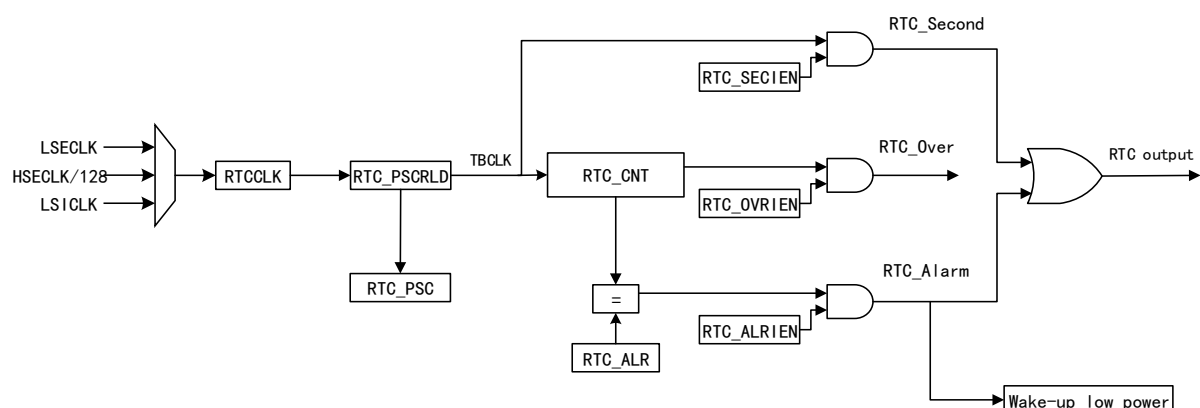 RTC_Second
RTC_SECIEN
LSECLK
HSECLK/128
LSICLK
RTCCLK
RTC_PSCRLD
TBCLK
RTC_CNT
RTC_Over
RTC_OVRIEN
RTC output
RTC_PSC
=
RTC_Alarm
RTC_ALRIEN
RTC_ALR
Wake-up low power